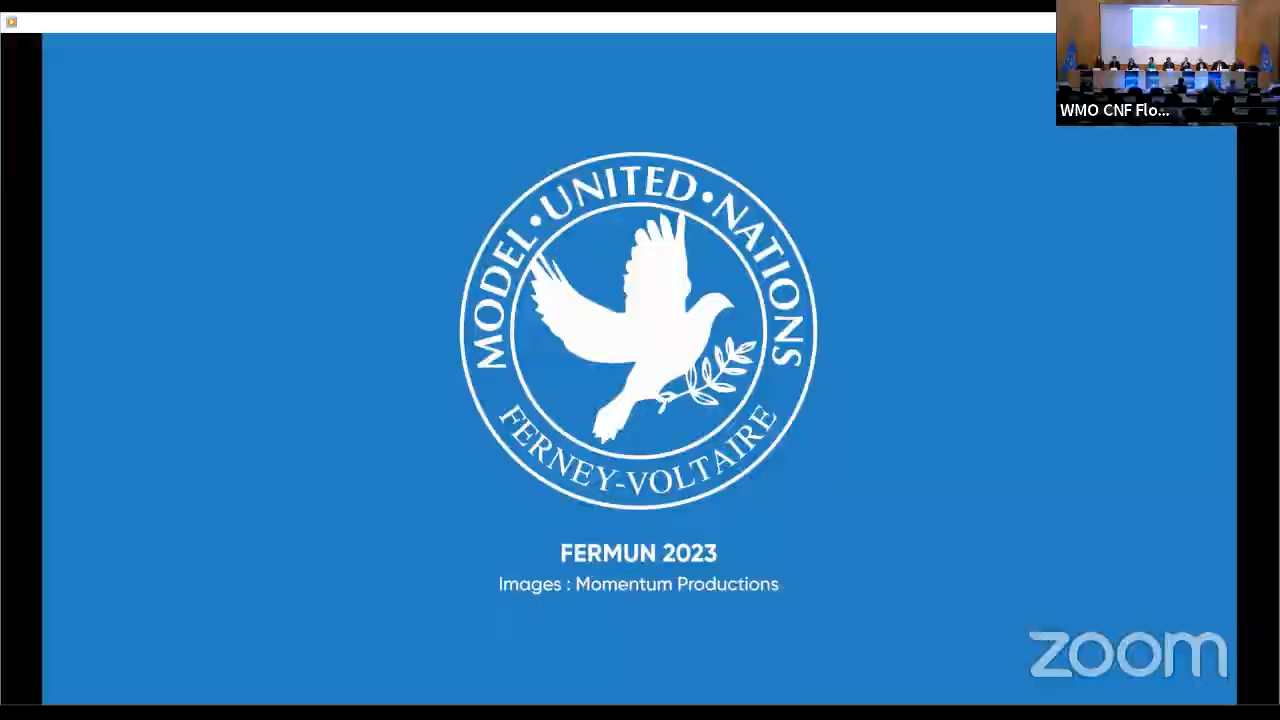 WMO CNF Flo...
MODEL • UNITED • NATIONS
FERNEY-VOLTAIRE
FERMUN 2023
Images : Momentum Productions
zoom